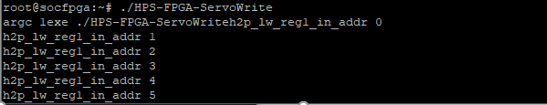 root@socfpga:~# ./HPS-FPGA-ServoWrite
argc 1exe ./HPS-FPGA-ServoWriteh2p_lw_reg1_in_addr 0
h2p_lw_reg1_in_addr 1
h2p_lw_reg1_in_addr 2
h2p_lw_reg1_in_addr 3
h2p_lw_reg1_in_addr 4
h2p_lw_reg1_in_addr 5